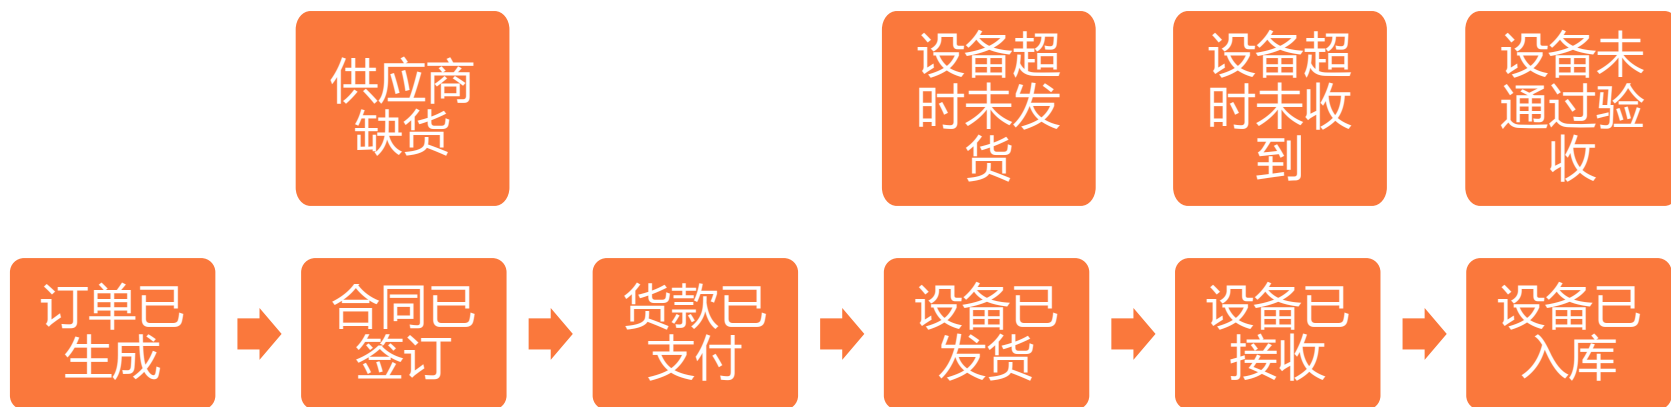 供应商
缺货
设备超
时未发
货
设备超
时未收
到
设备未
通过验
收
订单已
生成
合同已
签订
货款已
支付
设备已
发货
设备已
接收
设备已
入库